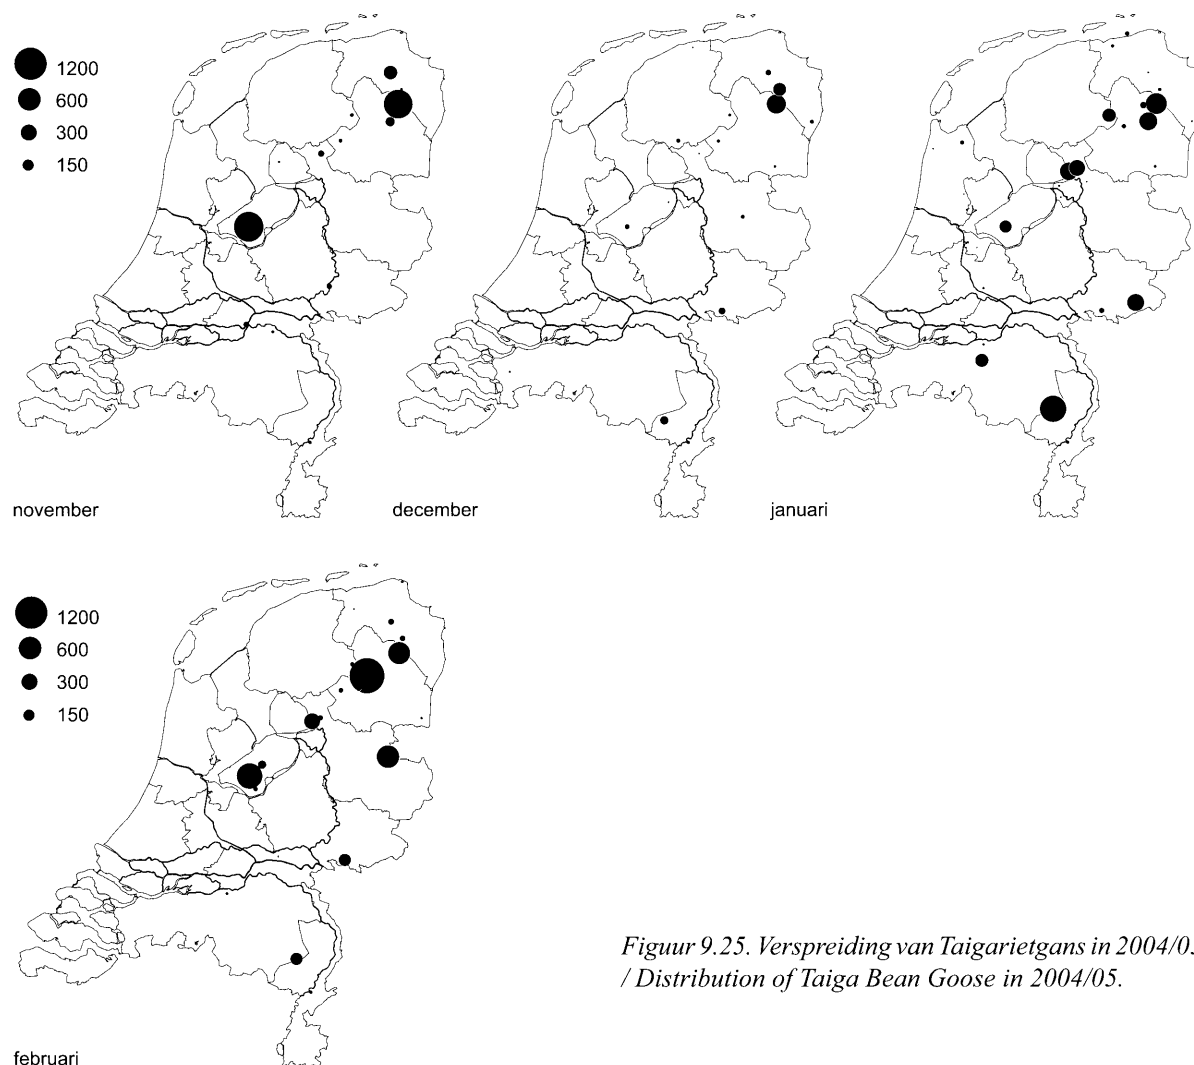 1200
600
300
150
november
december
januari
1200
600
300
150
februari
Figuur 9.25. Verspreiding van Taigarietgans in 2004/0
/ Distribution of Taiga Bean Goose in 2004/05.